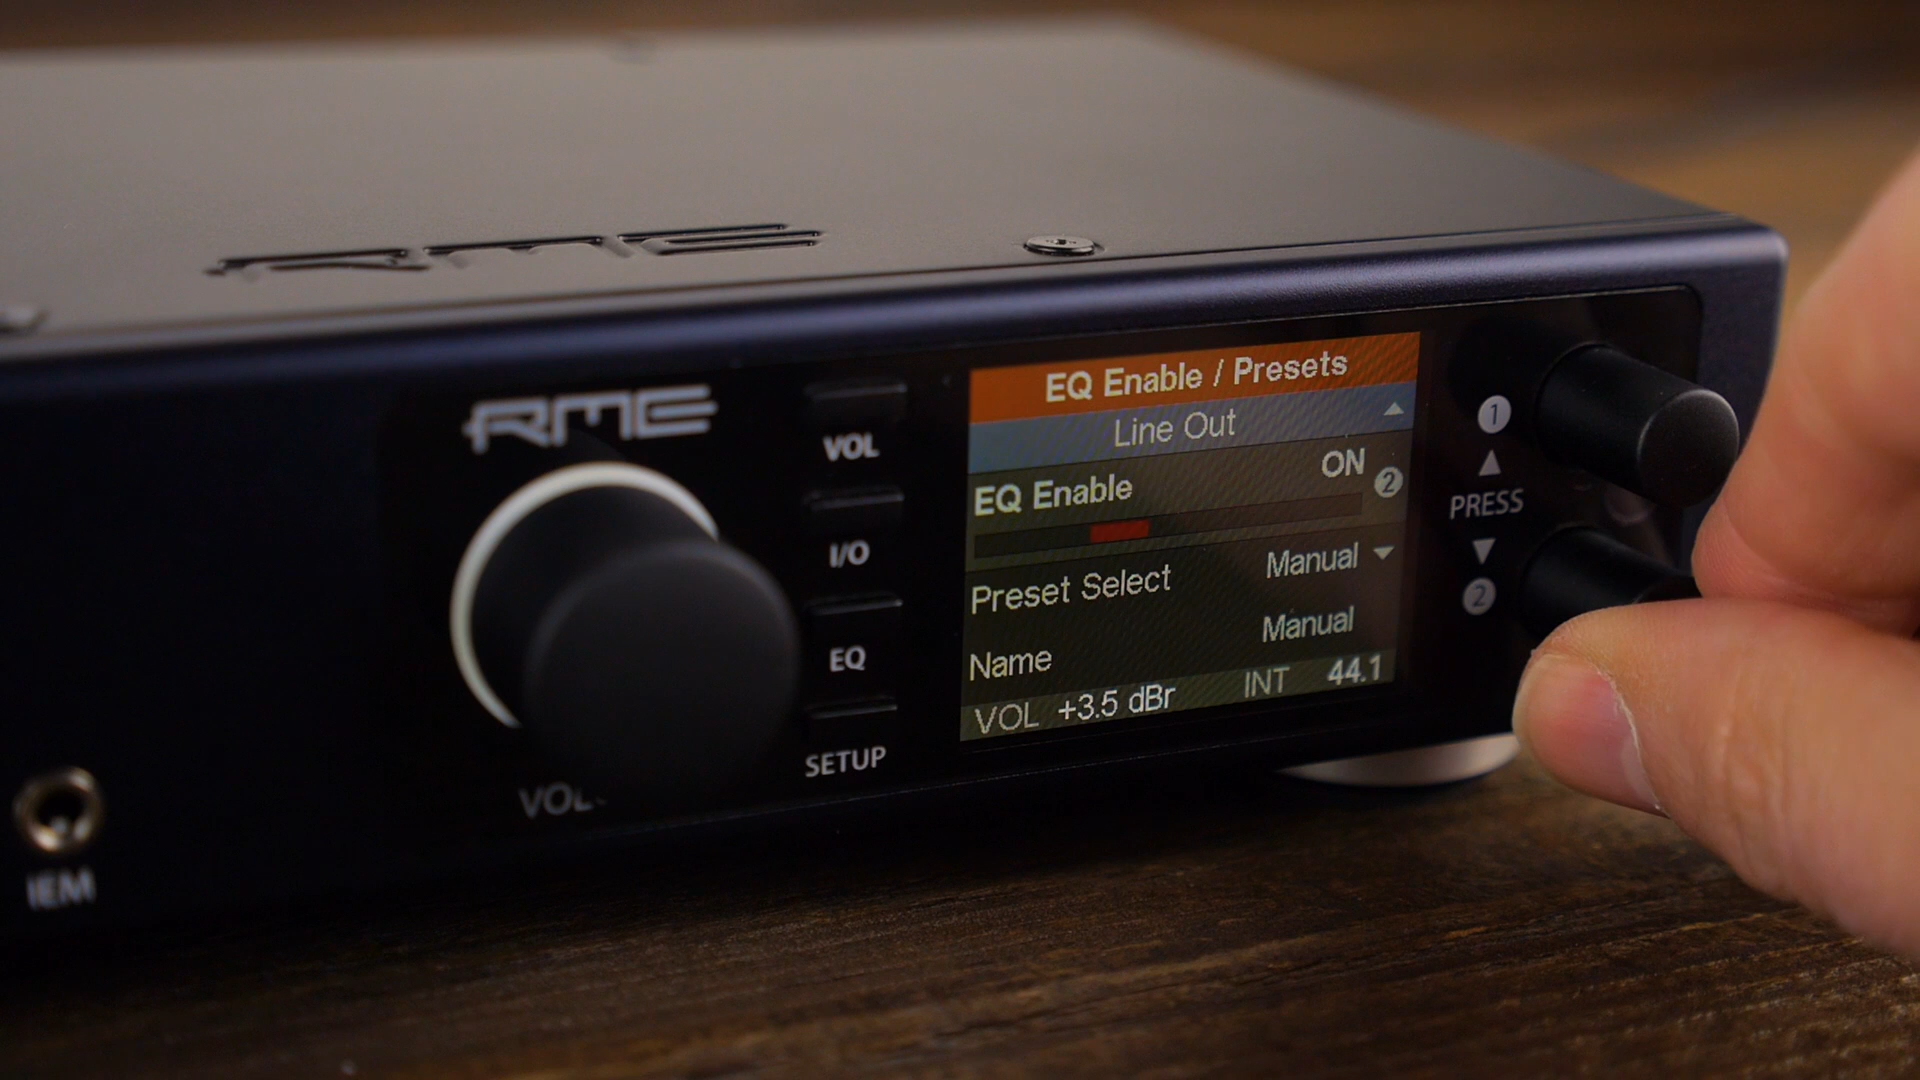 RME
RME
VOL
I/O
EQ
SETUP
IEM
EQ Enable / Presets
Line Out
EQ Enable ON
2
Preset Select Manual
Name Manual
VOL +3.5 dBr INT 44.1
1
PRESS
2